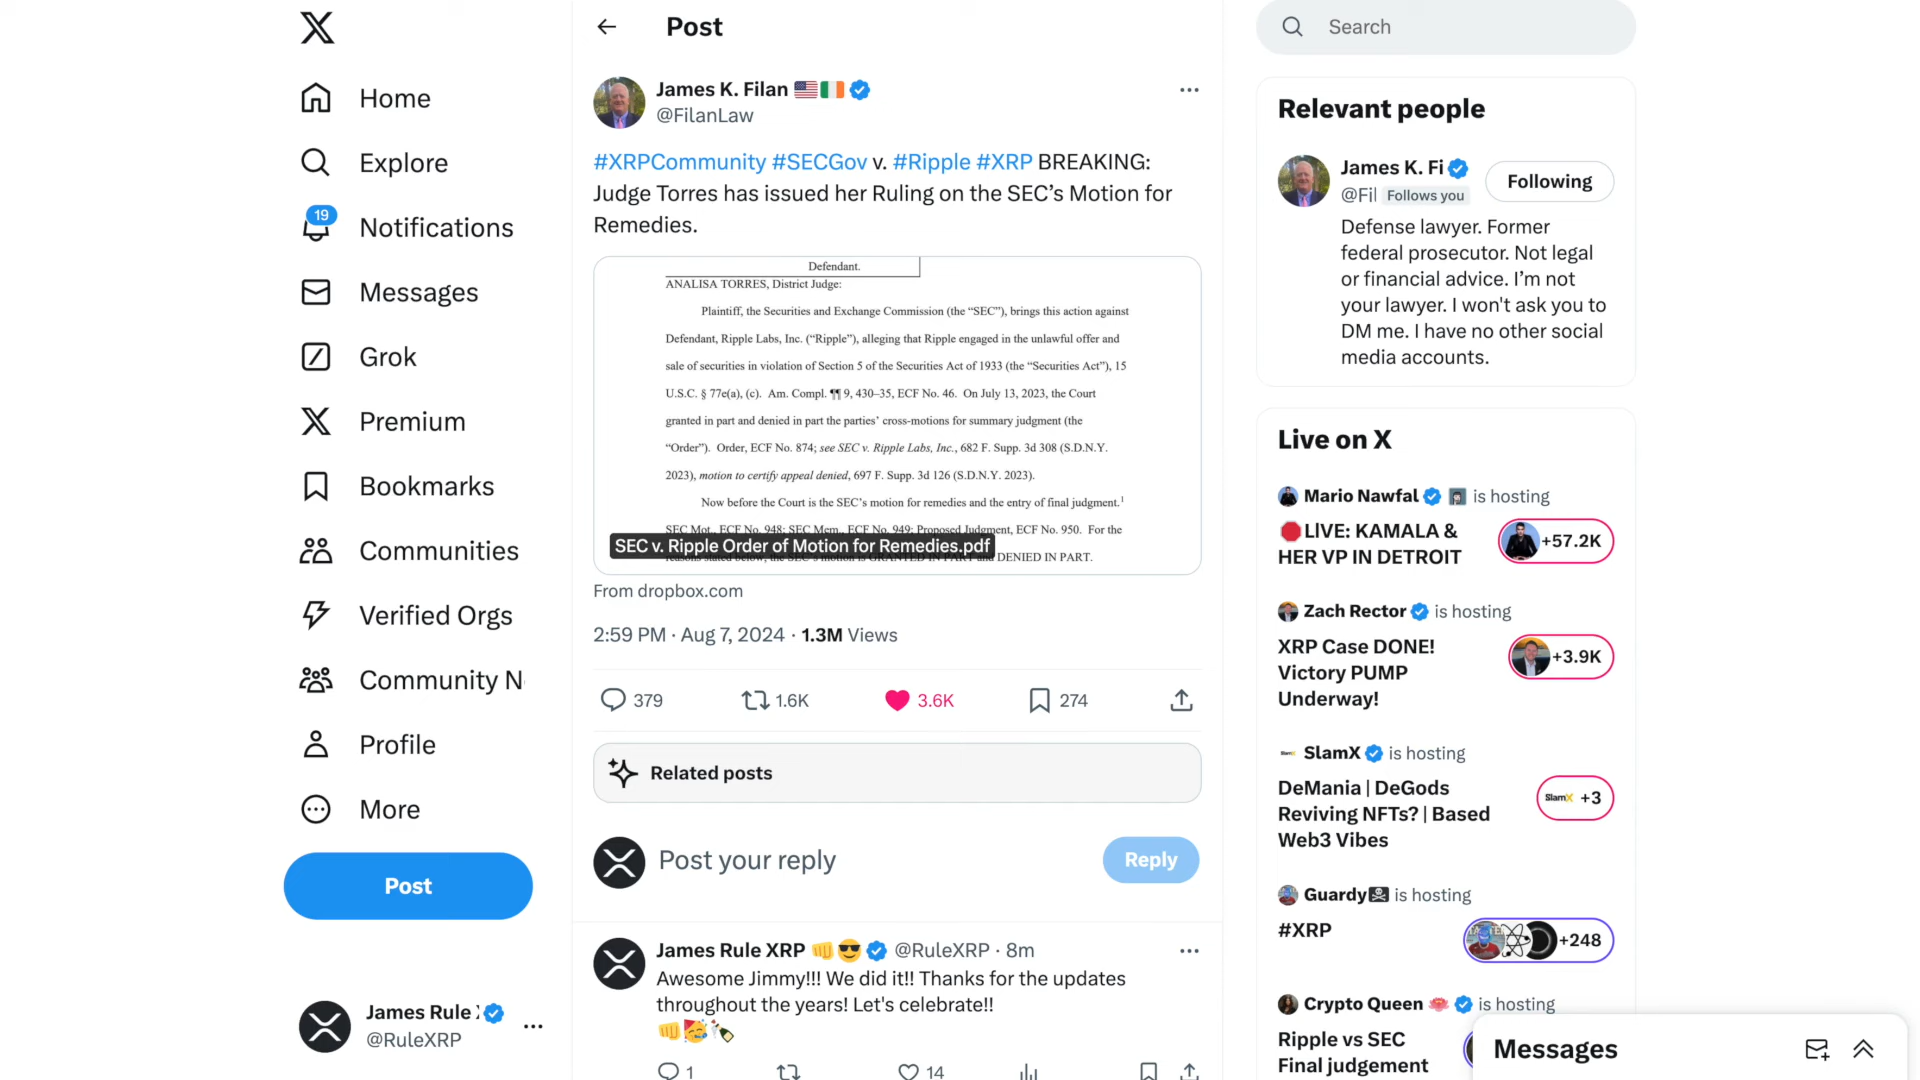 Home
Explore
19
Notifications
Messages
Grok
Premium
Bookmarks
Communities
Verified Orgs
Community N
Profile
More
Post
James Rule
@RuleXRP
Post
James K. Filan
@FilanLaw
#XRPCommunity #SECGov v. #Ripple #XRP BREAKING:
Judge Torres has issued her Ruling on the SEC’s Motion for
Remedies.
Defendant.
ANALISA TORRES, District Judge:
Plaintiff, the Securities and Exchange Commission (the “SEC”), brings this action against
Defendant, Ripple Labs, Inc. (“Ripple”), alleging that Ripple engaged in the unlawful offer and
sale of securities in violation of Section 5 of the Securities Act of 1933 (the “Securities Act”), 15
U.S.C. § 77e(a), (c). Am. Compl. ¶¶ 9, 430–35, ECF No. 46. On July 13, 2023, the Court
granted in part and denied in part the parties’ cross-motions for summary judgment (the
“Order”). Order, ECF No. 874; see SEC v. Ripple Labs, Inc., 682 F. Supp. 3d 308 (S.D.N.Y.
2023), motion to certify appeal denied, 697 F. Supp. 3d 126 (S.D.N.Y. 2023).
Now before the Court is the SEC’s motion for remedies and the entry of final judgment.1
SEC Mot., ECF No. 948; SEC Mem., ECF No. 949; Proposed Judgment, ECF No. 950. For the
reasons stated below, the SEC’s motion is GRANTED IN PART and DENIED IN PART.
SEC v. Ripple Order of Motion for Remedies.pdf
From dropbox.com
2:59 PM · Aug 7, 2024 · 1.3M Views
379 1.6K 3.6K 274
Related posts
Post your reply
Reply
James Rule XRP 👊😎 @RuleXRP · 8m
Awesome Jimmy!!! We did it!! Thanks for the updates
throughout the years! Let's celebrate!!
👊🥳🍾
1 14
Search
Relevant people
James K. Fi
@Fil Follows you
Following
Defense lawyer. Former
federal prosecutor. Not legal
or financial advice. I’m not
your lawyer. I won't ask you to
DM me. I have no other social
media accounts.
Live on X
Mario Nawfal is hosting
🛑LIVE: KAMALA &
HER VP IN DETROIT
+57.2K
Zach Rector is hosting
XRP Case DONE!
Victory PUMP
Underway!
+3.9K
SlamX is hosting
DeMania | DeGods
Reviving NFTs? | Based
Web3 Vibes
SlamX +3
Guardy is hosting
#XRP
+248
Crypto Queen is hosting
Ripple vs SEC
Final judgement
Messages